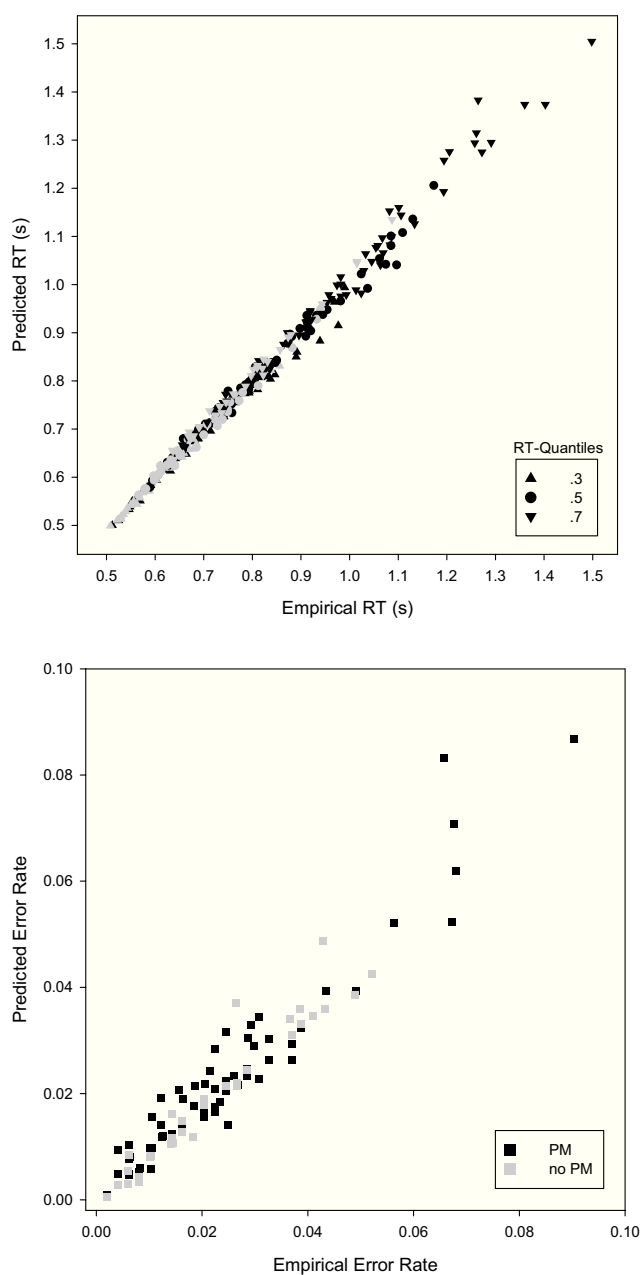 1.5
1.4
1.3
1.2
1.1
1.0
0.9
0.8
0.7
0.6
0.5
Predicted RT (s)
RT-Quantiles
.3
.5
.7
0.5 0.6 0.7 0.8 0.9 1.0 1.1 1.2 1.3 1.4 1.5
Empirical RT (s)
0.10
0.08
0.06
0.04
0.02
0.00
Predicted Error Rate
PM
no PM
0.00 0.02 0.04 0.06 0.08 0.10
Empirical Error Rate